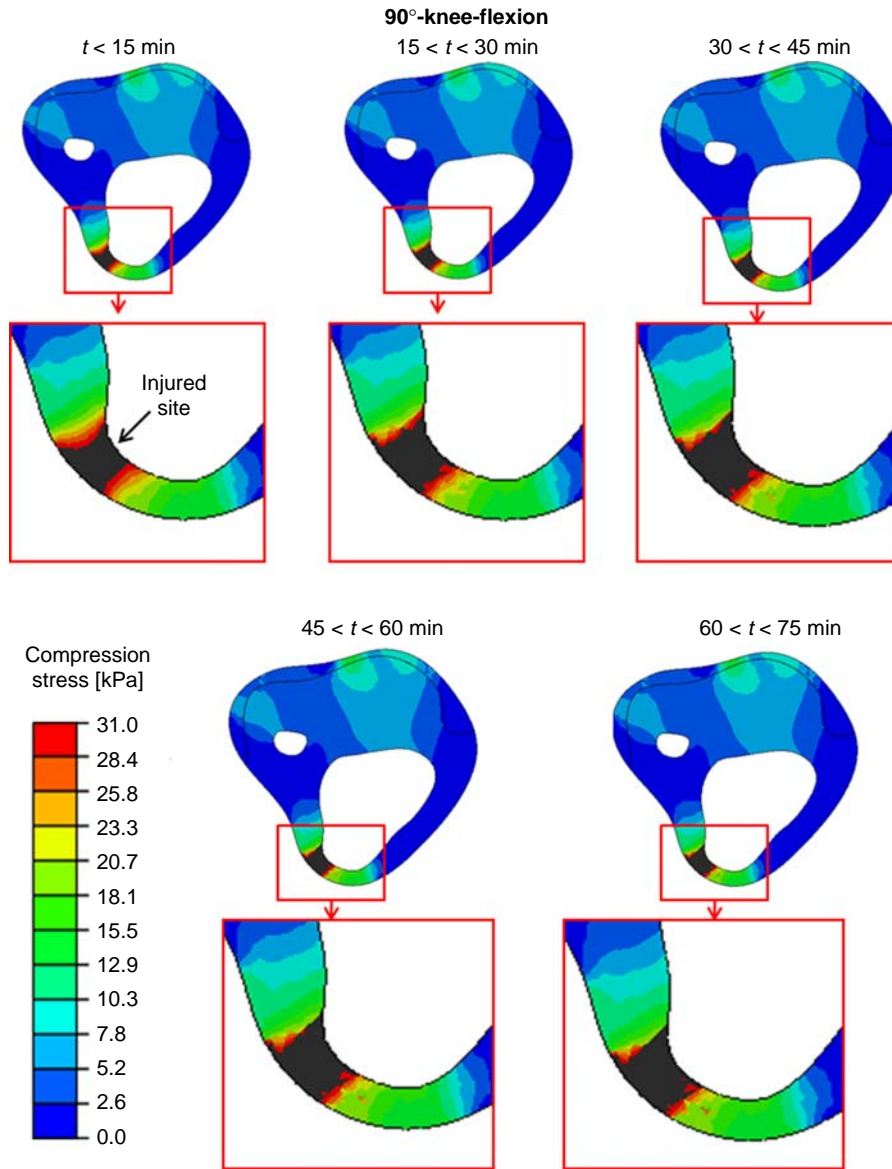 90°-knee-flexion
t < 15 min
15 < t < 30 min
30 < t < 45 min
Injured
site
45 < t < 60 min
60 < t < 75 min
Compression
stress [kPa]
31.0
28.4
25.8
23.3
20.7
18.1
15.5
12.9
10.3
7.8
5.2
2.6
0.0